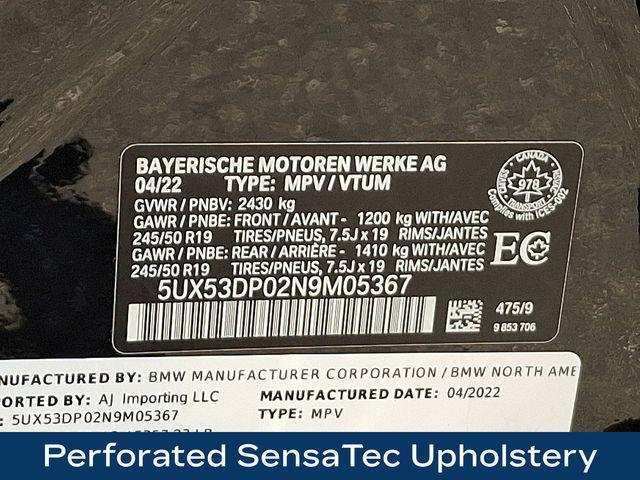 BAYERISCHE MOTOREN WERKE AG
04/22 TYPE: MPV / VTUM
GVWR / PNBV: 2430 kg
GAWR / PNBE: FRONT / AVANT - 1200 kg WITH/AVEC
245/50 R19 TIRES/PNEUS, 7.5J x 19 RIMS/JANTES
GAWR / PNBE: REAR / ARRIÈRE - 1410 kg WITH/AVEC
245/50 R19 TIRES/PNEUS, 7.5J x 19 RIMS/JANTES
CANADA
978
TRANSPORT
COMPLIES WITH ICES-002
EC
5UX53DP02N9M05367
475/9
9 853 706
NUFACTURED BY: BMW MANUFACTURER CORPORATION / BMW NORTH AME
PORTED BY: AJ Importing LLC MANUFACTURED DATE: 04/2022
: 5UX53DP02N9M05367 TYPE: MPV
Perforated SensaTec Upholstery